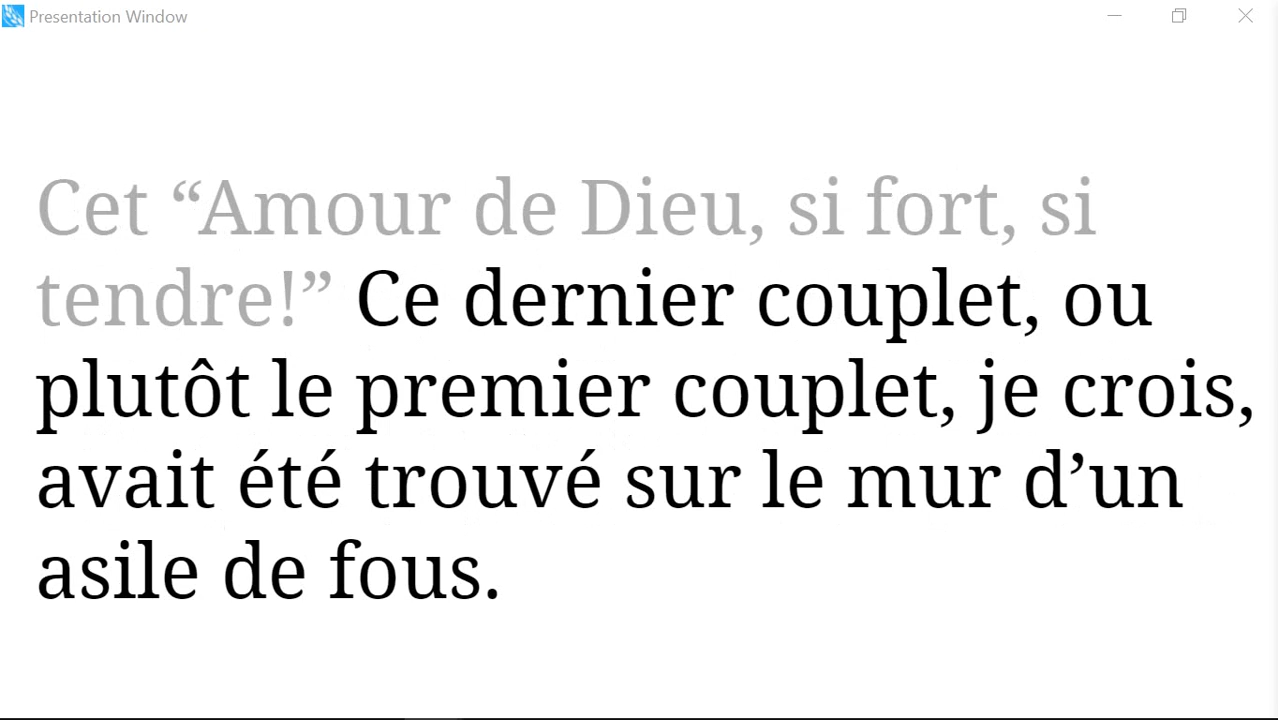 Presentation Window
Cet “Amour de Dieu, si fort, si
tendre!” Ce dernier couplet, ou
plutôt le premier couplet, je crois,
avait été trouvé sur le mur d’un
asile de fous.